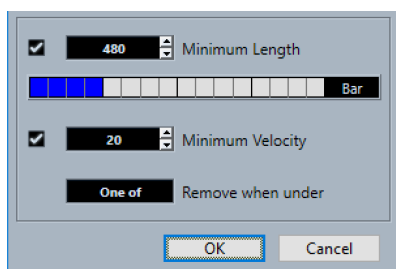 480 Minimum Length
Bar
20 Minimum Velocity
One of Remove when under
OK Cancel